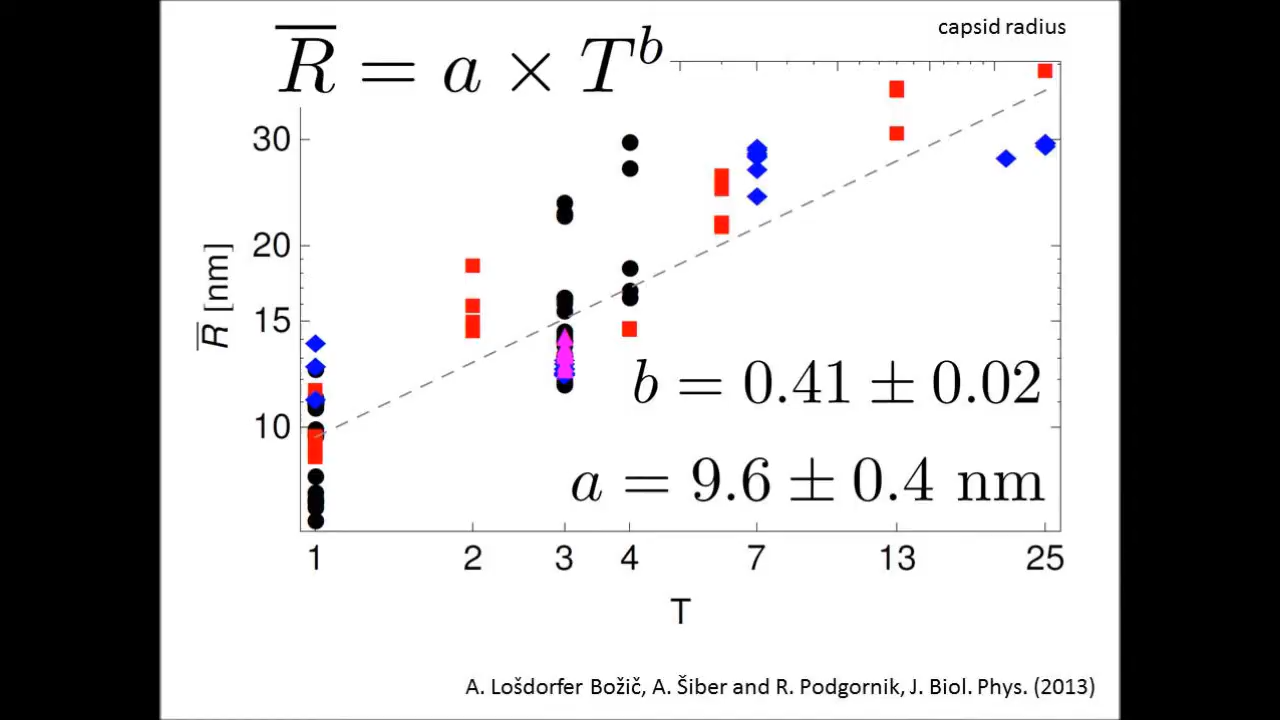 capsid radius
R̅ = a × T^b
30
20
15
10
R̅ [nm]
b = 0.41 ± 0.02
a = 9.6 ± 0.4 nm
1 2 3 4 7 13 25
T
A. Lošdorfer Božič, A. Šiber and R. Podgornik, J. Biol. Phys. (2013)